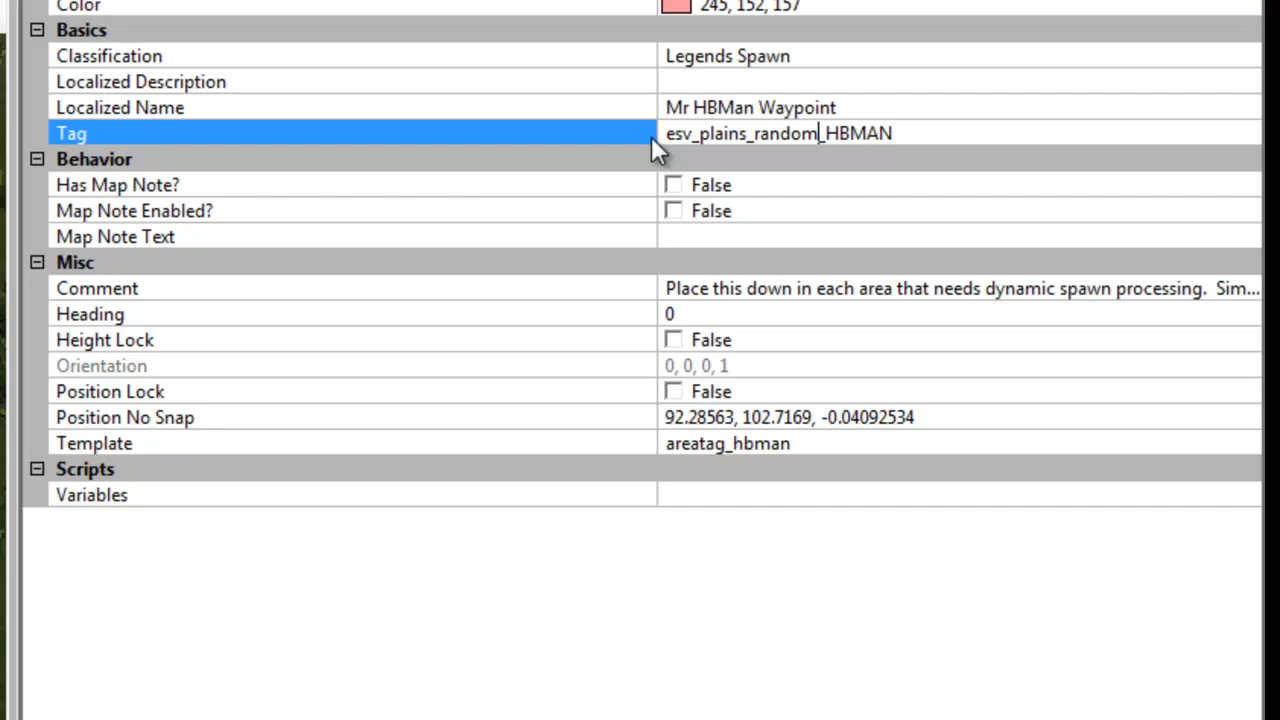 Color 245, 152, 157
Basics
Classification Legends Spawn
Localized Description
Localized Name Mr HBMan Waypoint
Tag esv_plains_random_HBMAN
Behavior
Has Map Note? False
Map Note Enabled? False
Map Note Text
Misc
Comment Place this down in each area that needs dynamic spawn processing. Sim...
Heading 0
Height Lock False
Orientation 0, 0, 0, 1
Position Lock False
Position No Snap 92.28563, 102.7169, -0.04092534
Template areatag_hbman
Scripts
Variables